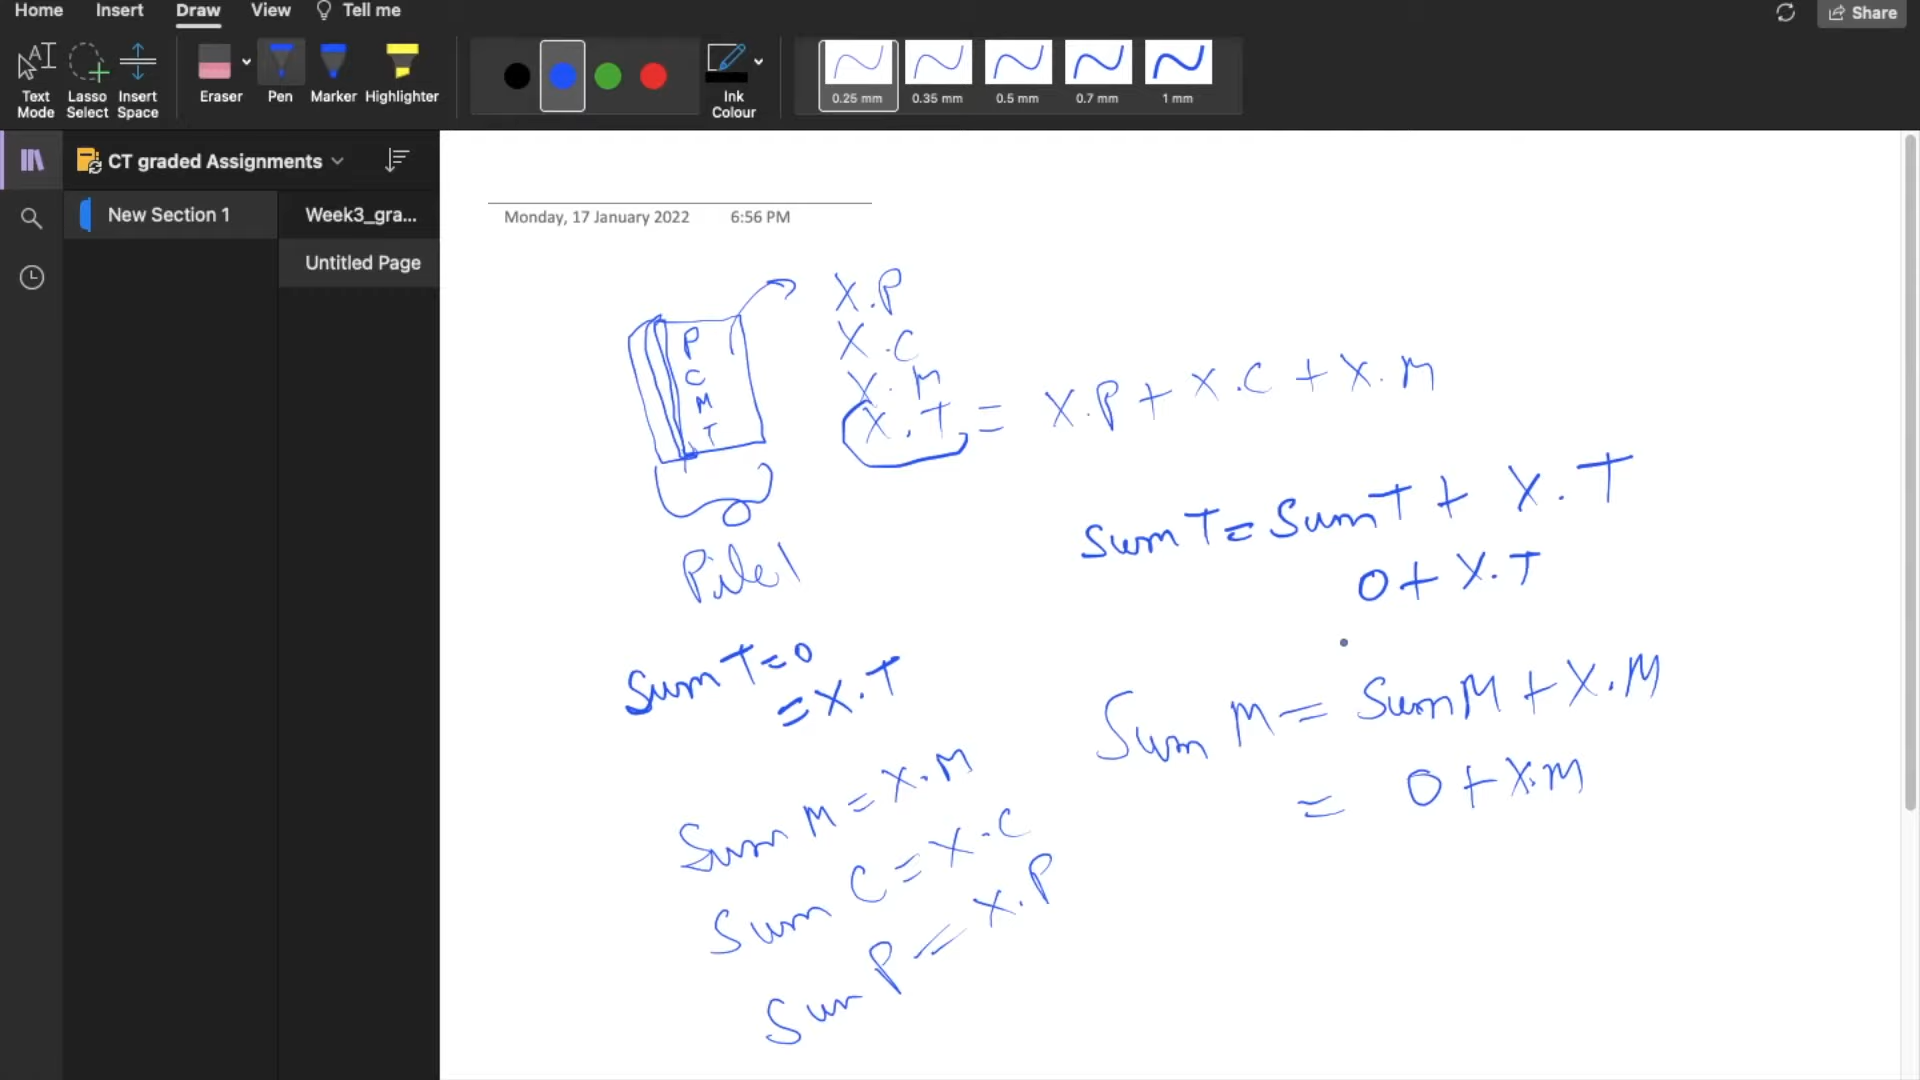 Home Insert Draw View Tell me
Share
Text Mode
Lasso Select
Insert Space
Eraser
Pen
Marker
Highlighter
Ink Colour
0.25 mm
0.35 mm
0.5 mm
0.7 mm
1 mm
CT graded Assignments
New Section 1
Week3_gra...
Untitled Page
Monday, 17 January 2022 6:56 PM
P
C
M
T
X.P
X.C
X.M
X.T = X.P + X.C + X.M
Pile 1
Sum T = Sum T + X.T
0 + X.T
Sum T = 0
= X.T
Sum M = Sum M + X.M
= 0 + X.M
Sum M = X.M
Sum C = X.C
Sum P = X.P